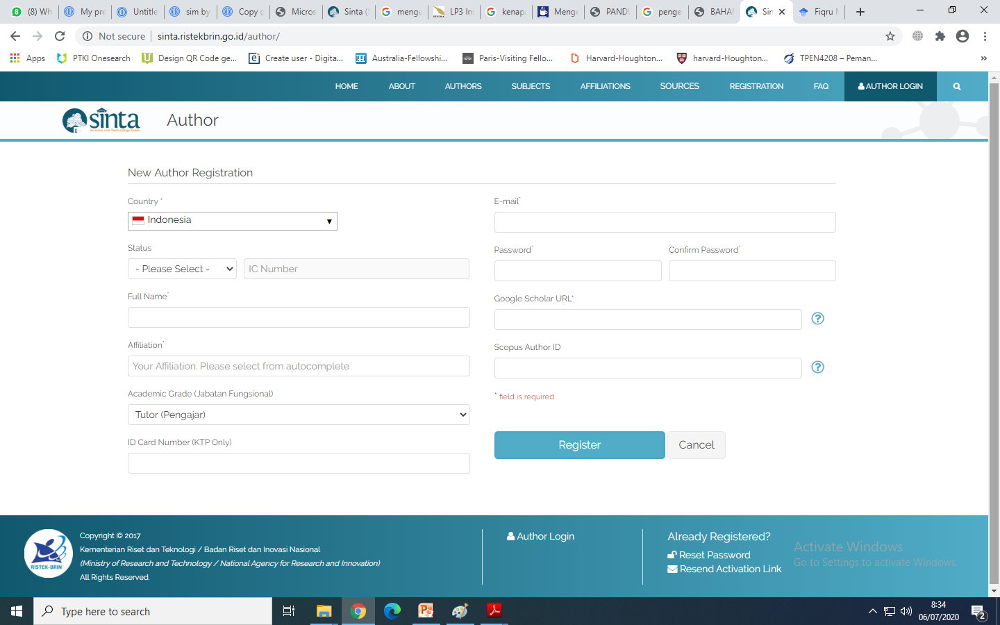 (8) Wh
My pre
Untitle
sim by
Copy o
Micros
Sinta (S
mengu
LP3 Ins
kenapa
Menge
PANDU
penge
BAHAN
Sin
Fiqru M
Not secure
sinta.ristekbrin.go.id/author/
Apps
PTKI Onesearch
Design QR Code ge...
Create user - Digita...
Australia-Fellowshi...
Paris-Visiting Fello...
Harvard-Houghton...
harvard-Houghton...
TPEN4208 – Peman...
»
HOME
ABOUT
AUTHORS
SUBJECTS
AFFILIATIONS
SOURCES
REGISTRATION
FAQ
AUTHOR LOGIN
sinta
Science and Technology Index
Author
New Author Registration
Country *
Indonesia
Status
- Please Select -
IC Number
Full Name*
Affiliation*
Your Affiliation. Please select from autocomplete
Academic Grade (Jabatan Fungsional)
Tutor (Pengajar)
ID Card Number (KTP Only)
E-mail*
Password*
Confirm Password*
Google Scholar URL*
Scopus Author ID
* field is required
Register
Cancel
RISTEK-BRIN
Copyright © 2017
Kementerian Riset dan Teknologi / Badan Riset dan Inovasi Nasional
(Ministry of Research and Technology / National Agency for Research and Innovation)
All Rights Reserved.
Author Login
Already Registered?
Reset Password
Resend Activation Link
Activate Windows
Go to Settings to activate Windows.
Type here to search
8:34
06/07/2020
2